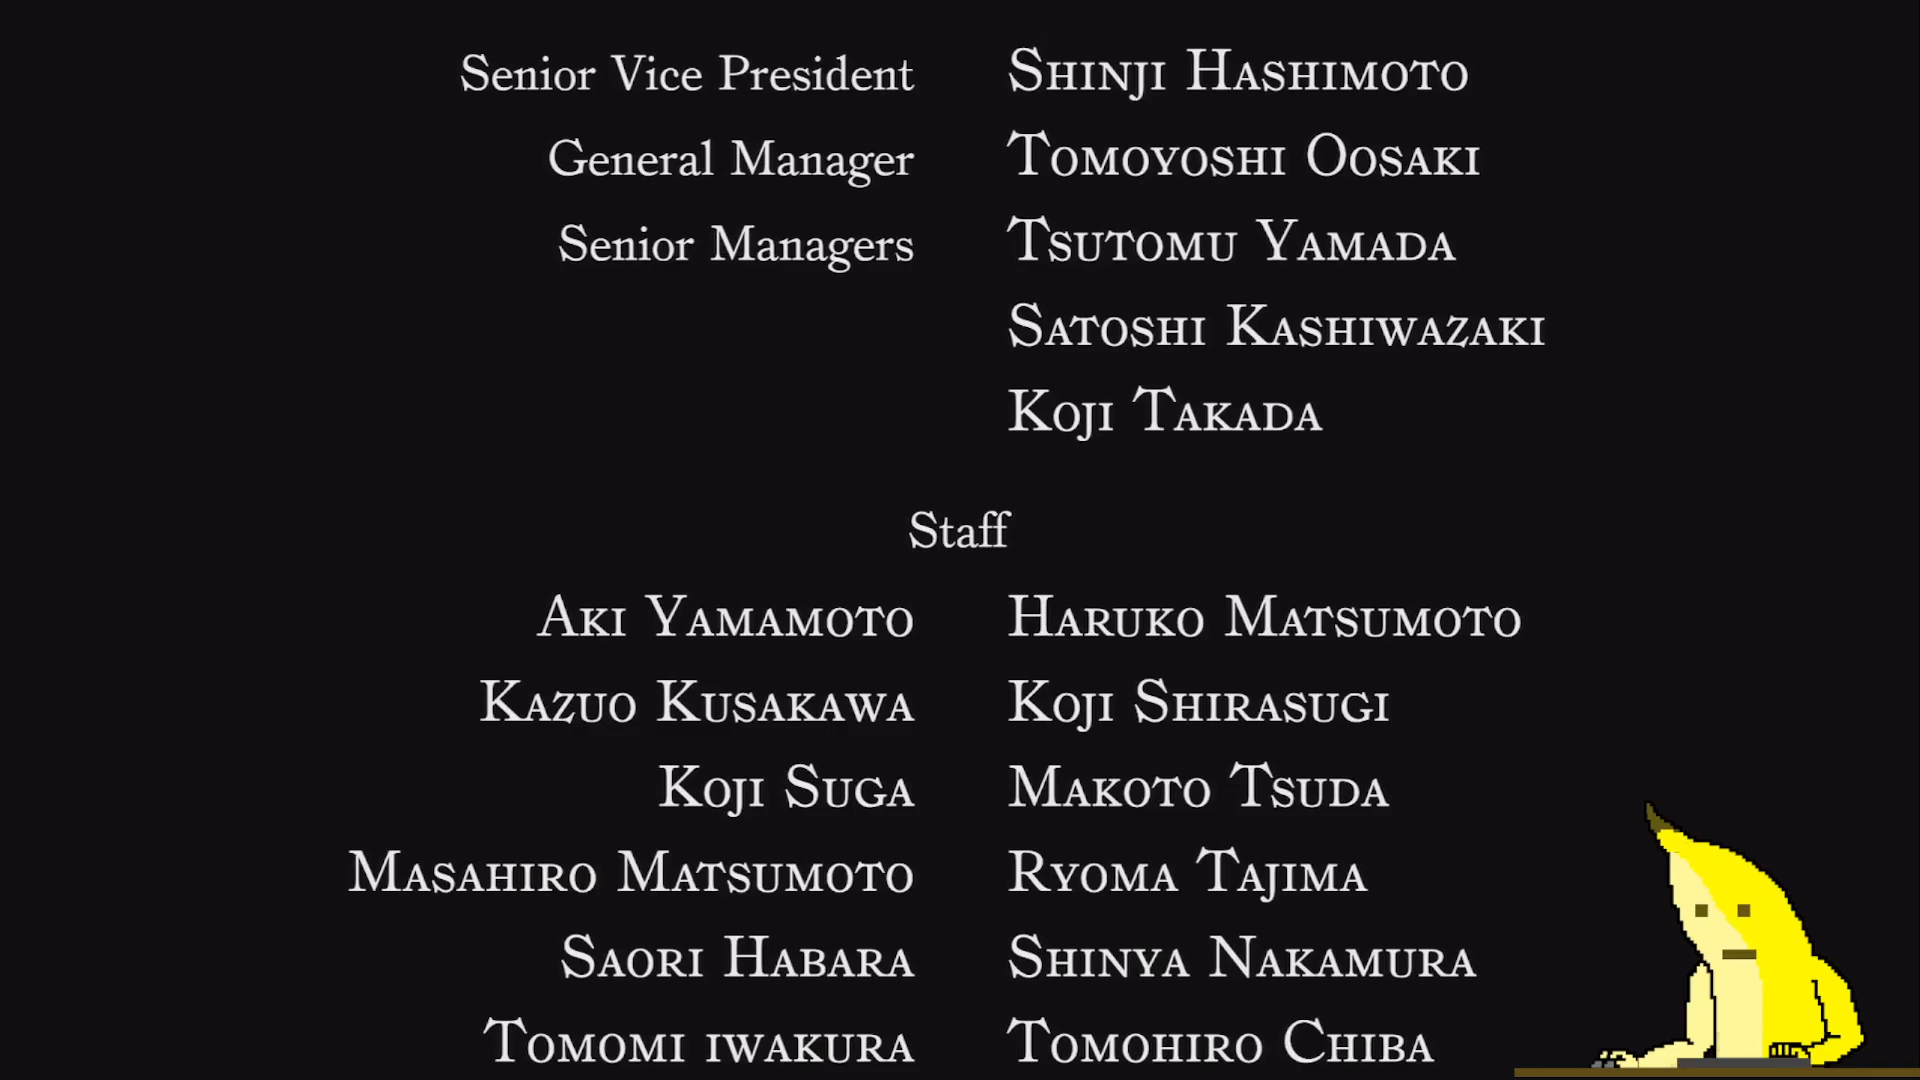 Senior Vice President Shinji Hashimoto
General Manager Tomoyoshi Oosaki
Senior Managers Tsutomu Yamada
Satoshi Kashiwazaki
Koji Takada
Staff
Aki Yamamoto Haruko Matsumoto
Kazuo Kusakawa Koji Shirasugi
Koji Suga Makoto Tsuda
Masahiro Matsumoto Ryoma Tajima
Saori Habara Shinya Nakamura
Tomomi iwakura Tomohiro Chiba